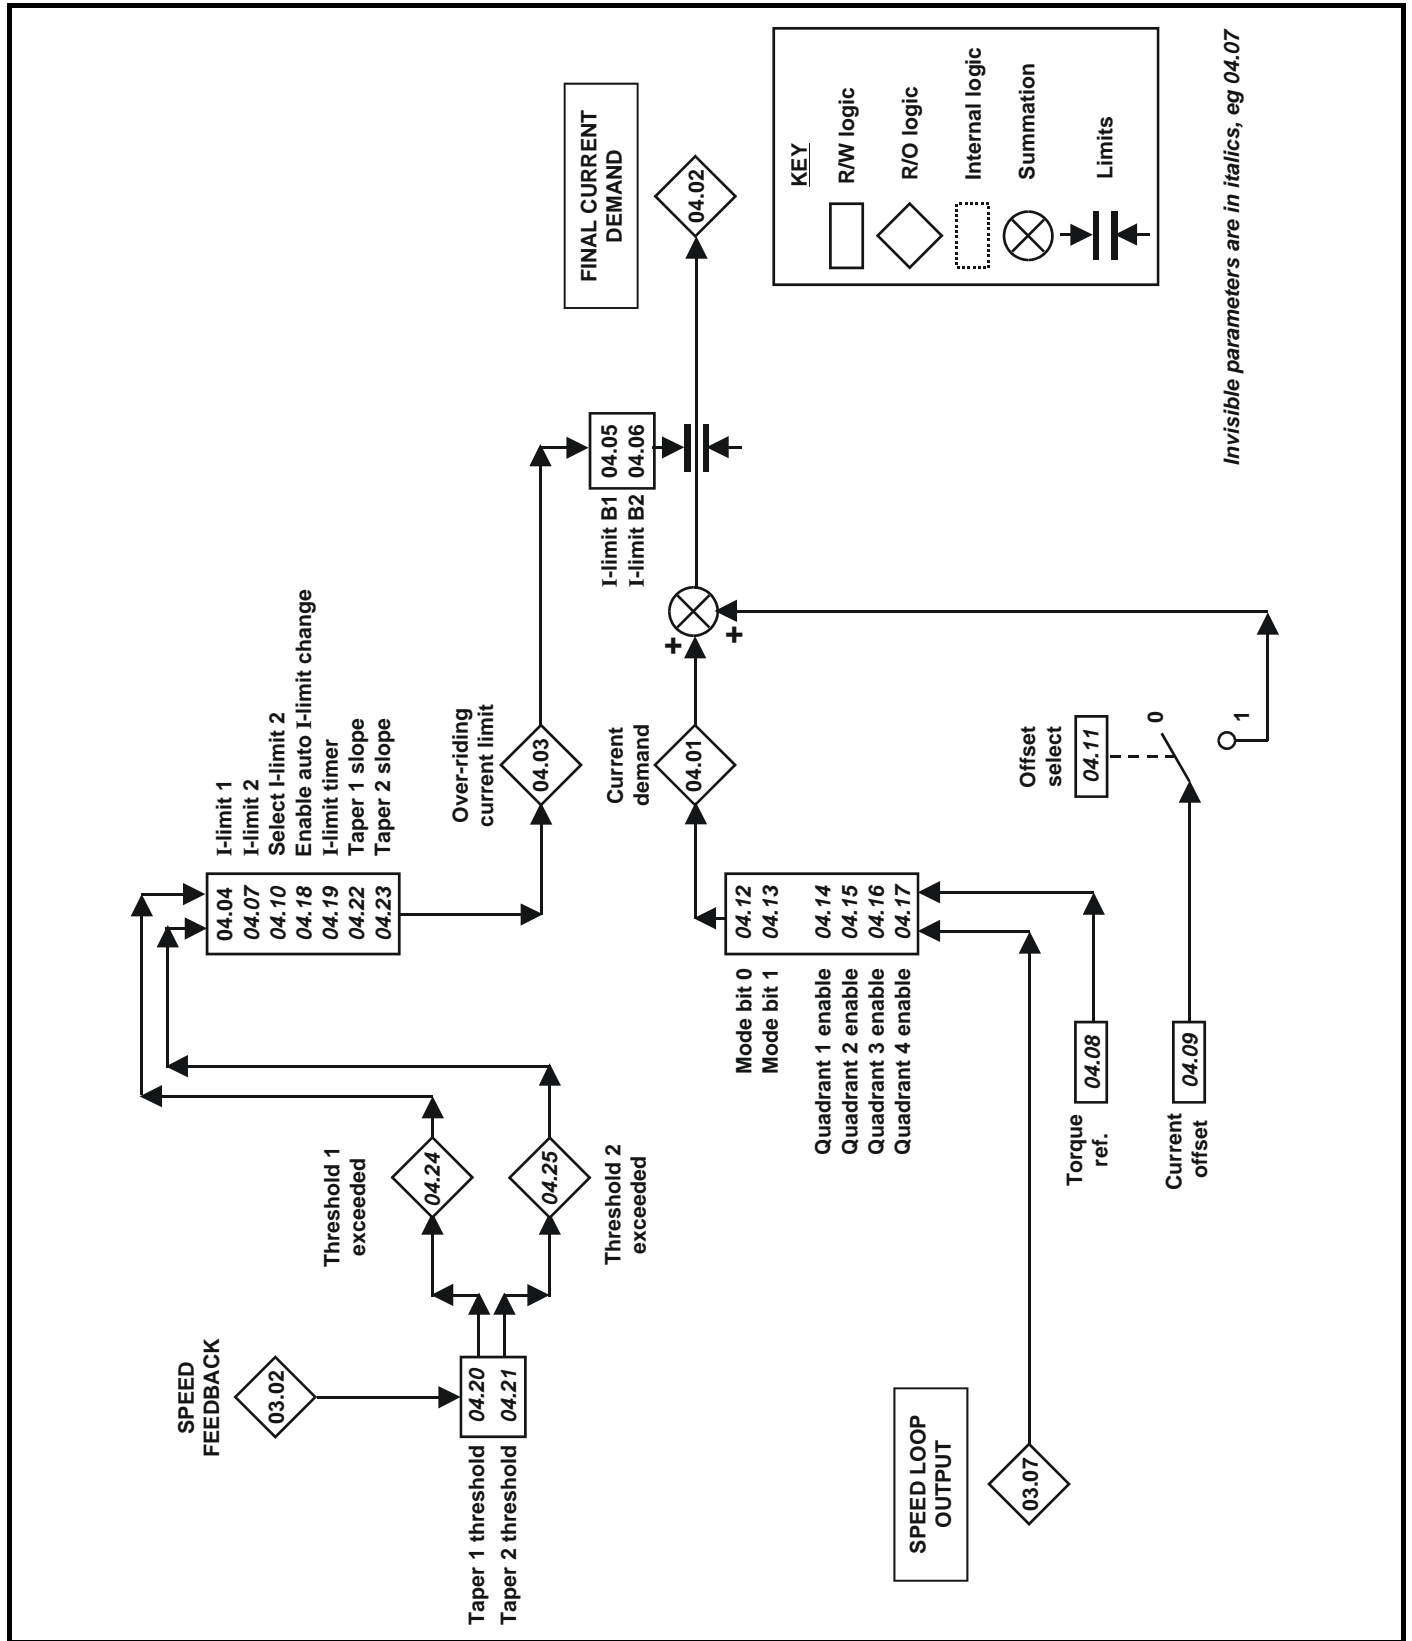 SPEED
FEEDBACK
03.02
Taper 1 threshold
04.20
Taper 2 threshold
04.21
Threshold 1
exceeded
04.24
04.25
Threshold 2
exceeded
04.04 I-limit 1
04.07 I-limit 2
04.10 Select I-limit 2
04.18 Enable auto I-limit change
04.19 I-limit timer
04.22 Taper 1 slope
04.23 Taper 2 slope
Over-riding
current limit
04.03
I-limit B1 04.05
I-limit B2 04.06
FINAL CURRENT
DEMAND
04.02
SPEED LOOP
OUTPUT
03.07
Mode bit 0 04.12
Mode bit 1 04.13
Quadrant 1 enable 04.14
Quadrant 2 enable 04.15
Quadrant 3 enable 04.16
Quadrant 4 enable 04.17
Current
demand
04.01
+
+
Torque
ref.
04.08
Current
offset
04.09
Offset
select
04.11
0
1
KEY
R/W logic
R/O logic
Internal logic
Summation
Limits
Invisible parameters are in italics, eg 04.07